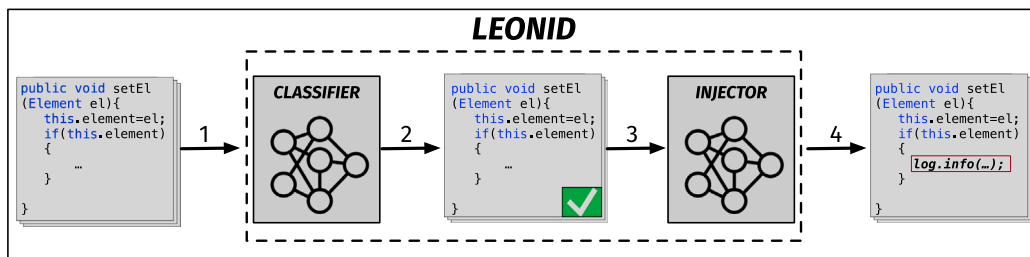 LEONID
public void setEl
(Element el){
this.element=el;
if(this.element)
{
…
}
}
1
CLASSIFIER
2
public void setEl
(Element el){
this.element=el;
if(this.element)
{
…
}
}
3
INJECTOR
4
public void setEl
(Element el){
this.element=el;
if(this.element)
{
log.info(…);
}
}